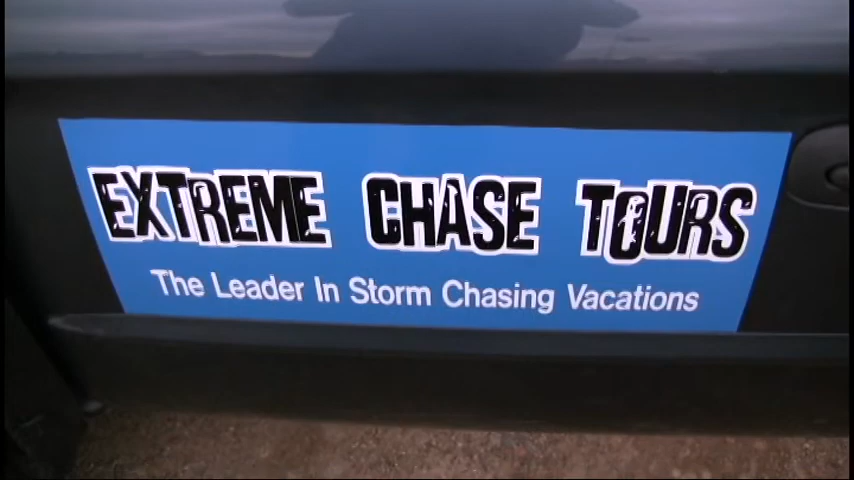 EXTREME CHASE TOURS
The Leader In Storm Chasing Vacations